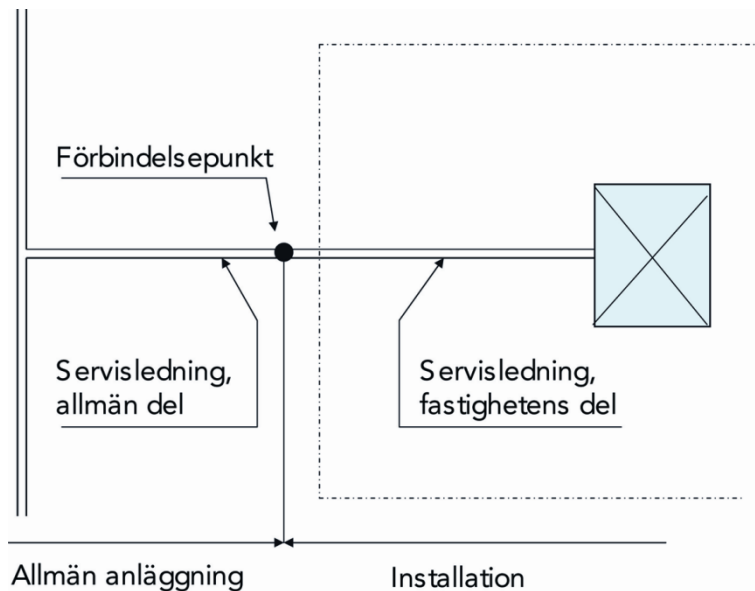 Förbindelsepunkt
Servisledning,
allmän del
Servisledning,
fastighetens del
Allmän anläggning
Installation